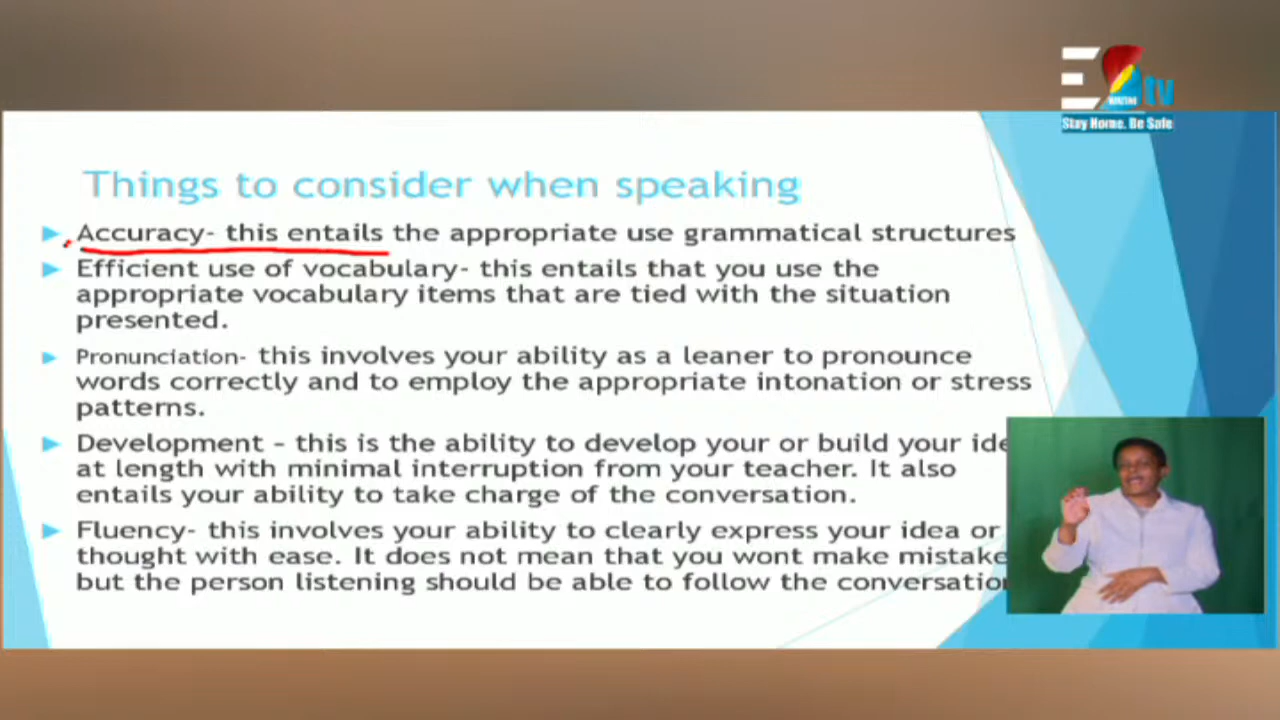 tv
Stay Home. Be Safe
Things to consider when speaking
Accuracy- this entails the appropriate use grammatical structures
Efficient use of vocabulary- this entails that you use the
appropriate vocabulary items that are tied with the situation
presented.
Pronunciation- this involves your ability as a leaner to pronounce
words correctly and to employ the appropriate intonation or stress
patterns.
Development – this is the ability to develop your or build your ide
at length with minimal interruption from your teacher. It also
entails your ability to take charge of the conversation.
Fluency- this involves your ability to clearly express your idea or
thought with ease. It does not mean that you wont make mistake
but the person listening should be able to follow the conversation